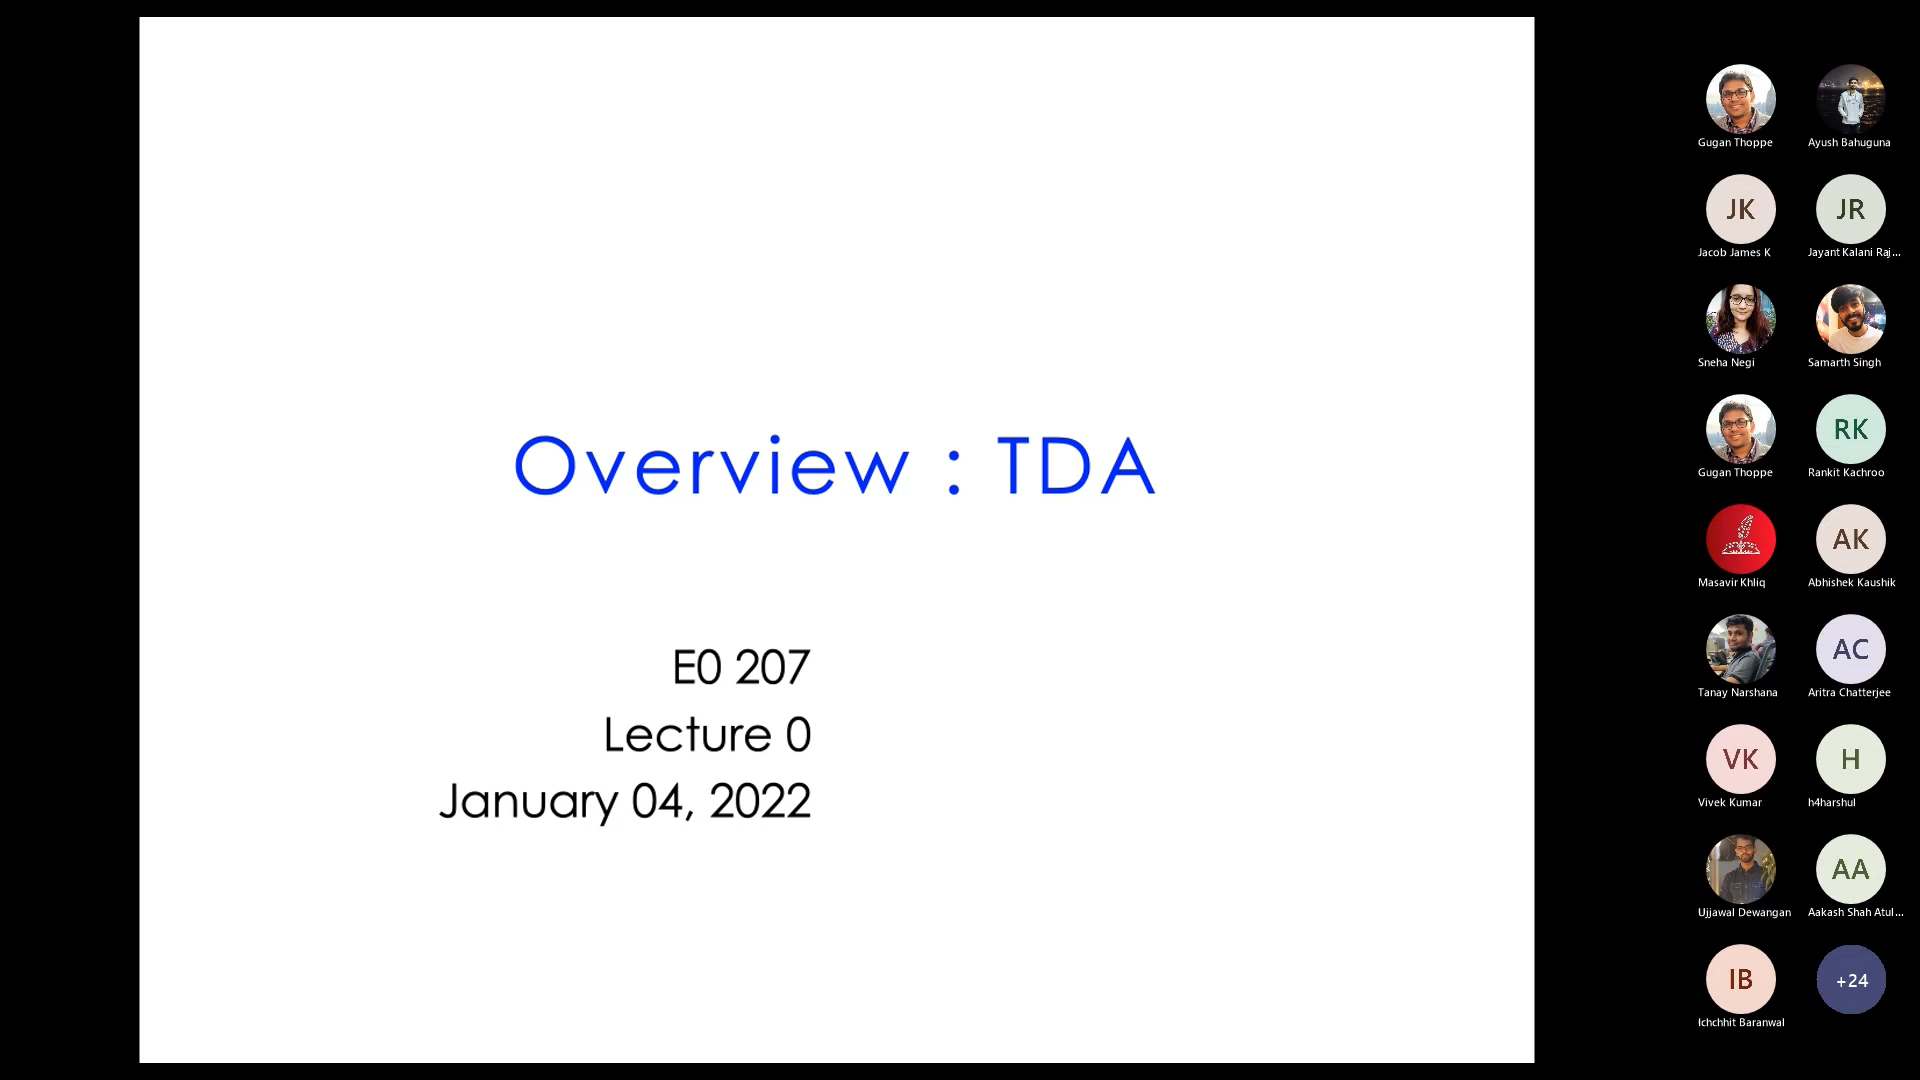 Overview : TDA
E0 207
Lecture 0
January 04, 2022
Gugan Thoppe
Ayush Bahuguna
JK
JR
Jacob James K
Jayant Kalani Raj...
Sneha Negi
Samarth Singh
RK
Gugan Thoppe
Rankit Kachroo
AK
Masavir Khliq
Abhishek Kaushik
AC
Tanay Narshana
Aritra Chatterjee
VK
H
Vivek Kumar
h4harshul
AA
Ujjawal Dewangan
Aakash Shah Atul...
IB
+24
Ichchhit Baranwal